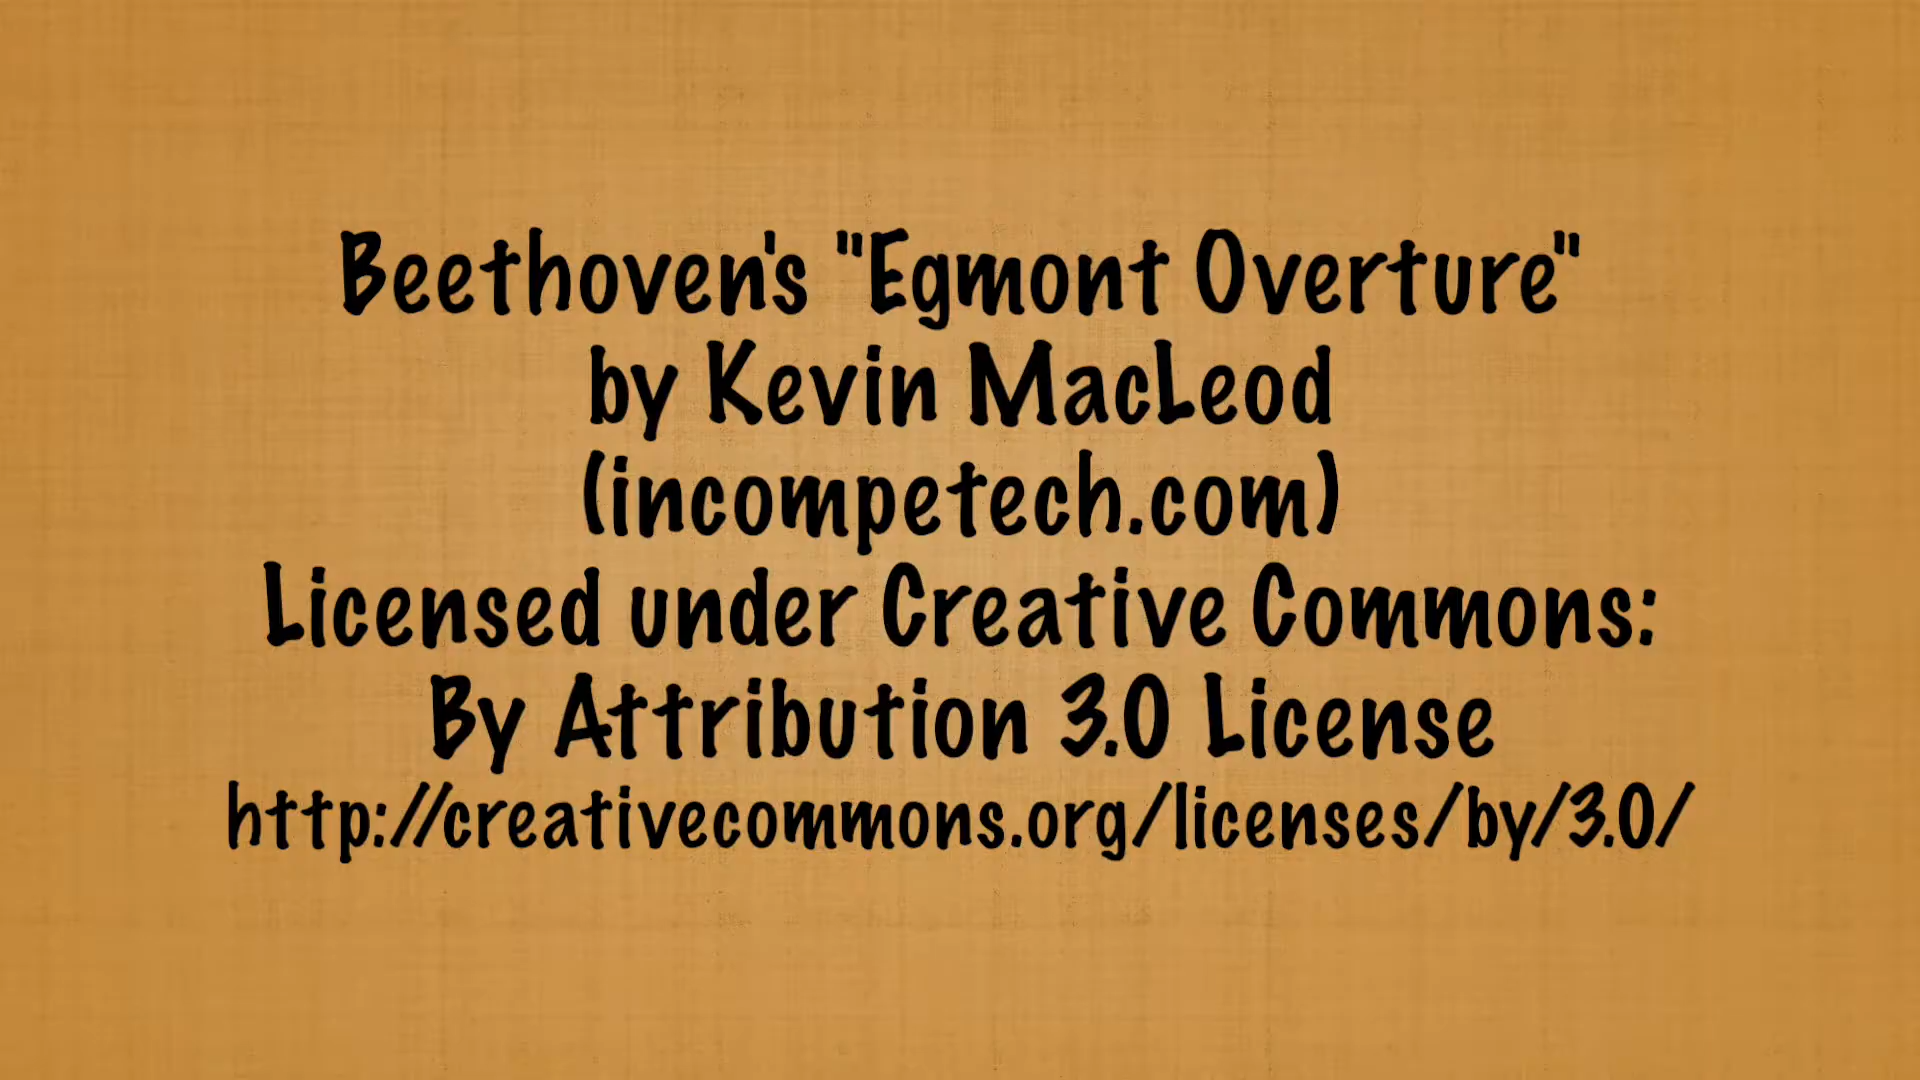 Beethoven's "Egmont Overture"
by Kevin MacLeod
(incompetech.com)
Licensed under Creative Commons:
By Attribution 3.0 License
http://creativecommons.org/licenses/by/3.0/